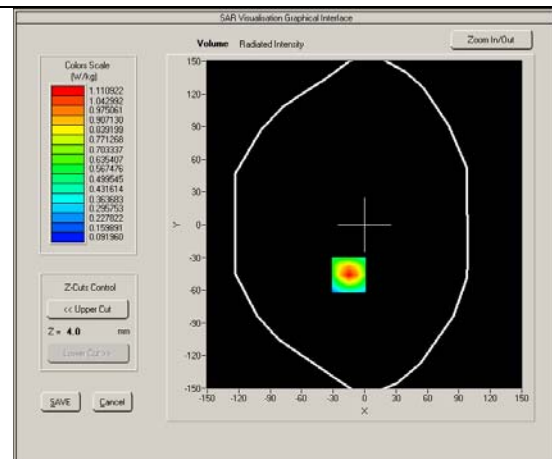 SAR Visualisation Graphical Interface
Volume Radiated Intensity
Zoom In/Out
Colors Scale
(W/kg)
1.110922
1.042992
0.975061
0.907130
0.839199
0.771268
0.703337
0.635407
0.567476
0.499545
0.431614
0.363683
0.295753
0.227822
0.159891
0.091960
Z-Cuts Control
<< Upper Cut
Z = 4.0 mm
Lower Cut >>
SAVE Cancel
150
120
90
60
30
0
-30
-60
-90
-120
-150
Y
-150 -120 -90 -60 -30 0 30 60 90 120 150
X